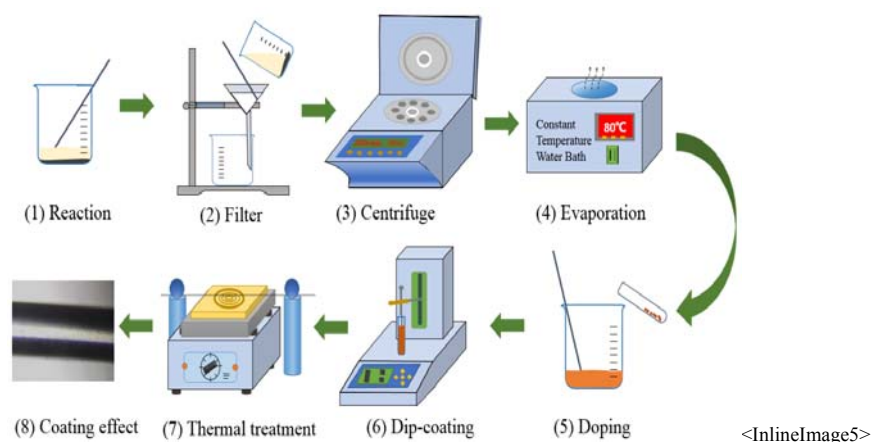 (1) Reaction
(2) Filter
(3) Centrifuge
Constant
Temperature
Water Bath
80℃
(4) Evaporation
(8) Coating effect
(7) Thermal treatment
(6) Dip-coating
(5) Doping
<InlineImage5>